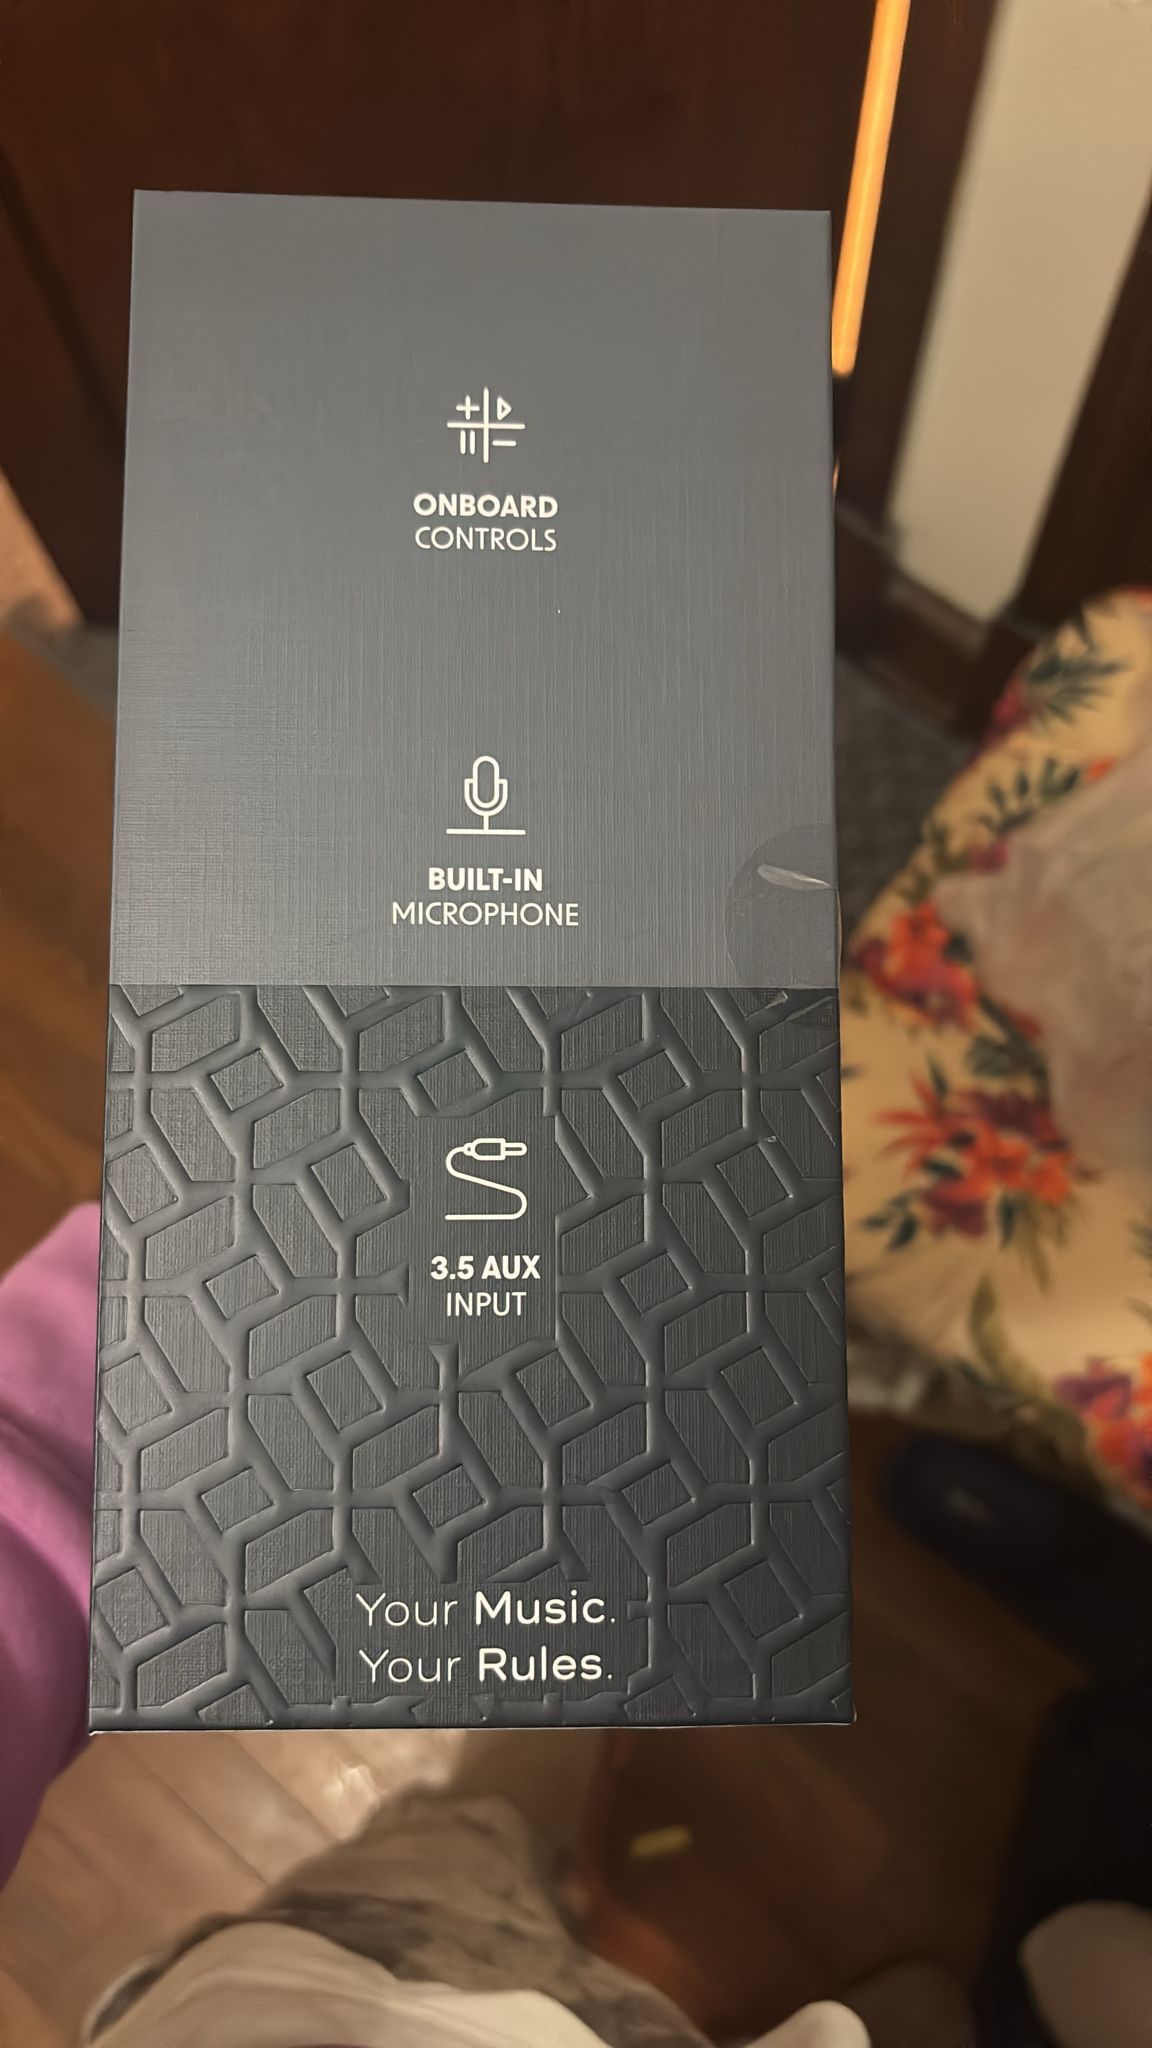 ONBOARD
CONTROLS
BUILT-IN
MICROPHONE
3.5 AUX
INPUT
Your Music.
Your Rules.